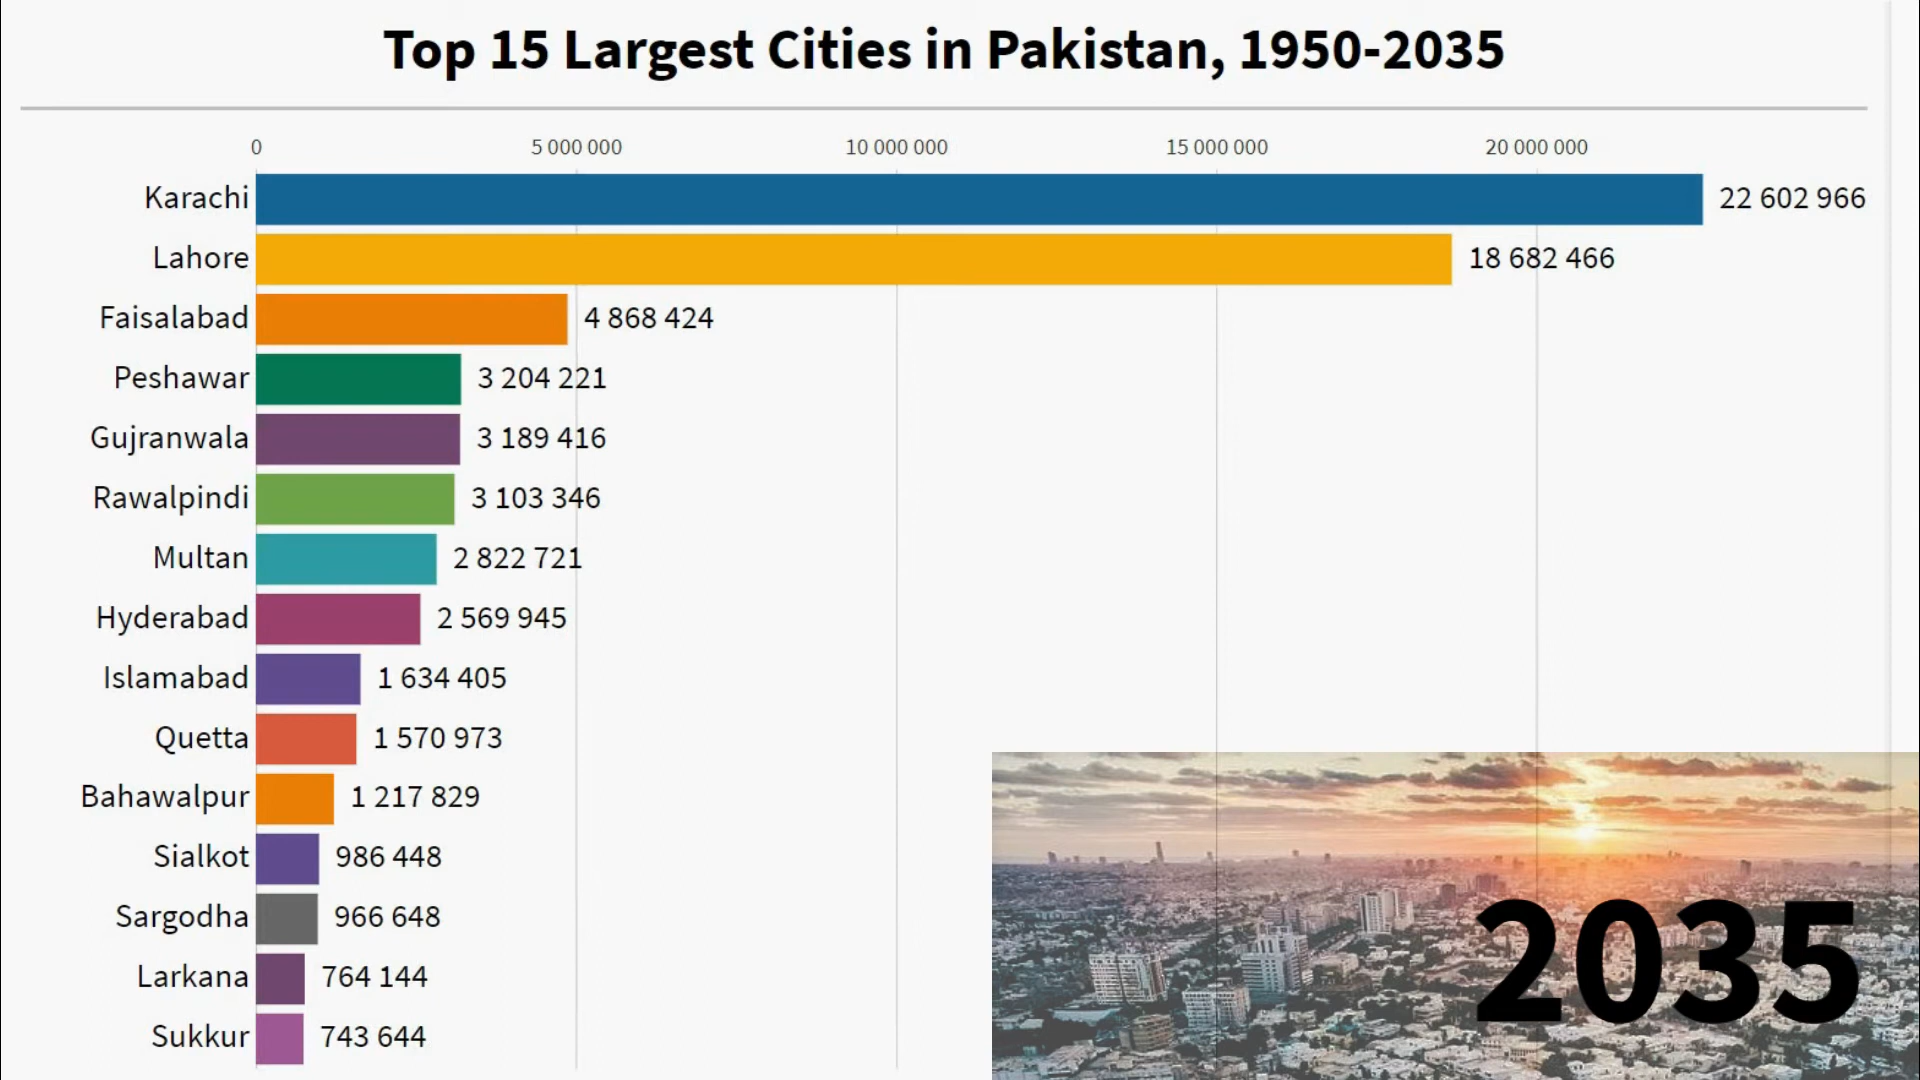 Top 15 Largest Cities in Pakistan, 1950-2035
0 5 000 000 10 000 000 15 000 000 20 000 000
Karachi 22 602 966
Lahore 18 682 466
Faisalabad 4 868 424
Peshawar 3 204 221
Gujranwala 3 189 416
Rawalpindi 3 103 346
Multan 2 822 721
Hyderabad 2 569 945
Islamabad 1 634 405
Quetta 1 570 973
Bahawalpur 1 217 829
Sialkot 986 448
Sargodha 966 648
Larkana 764 144
Sukkur 743 644
2035